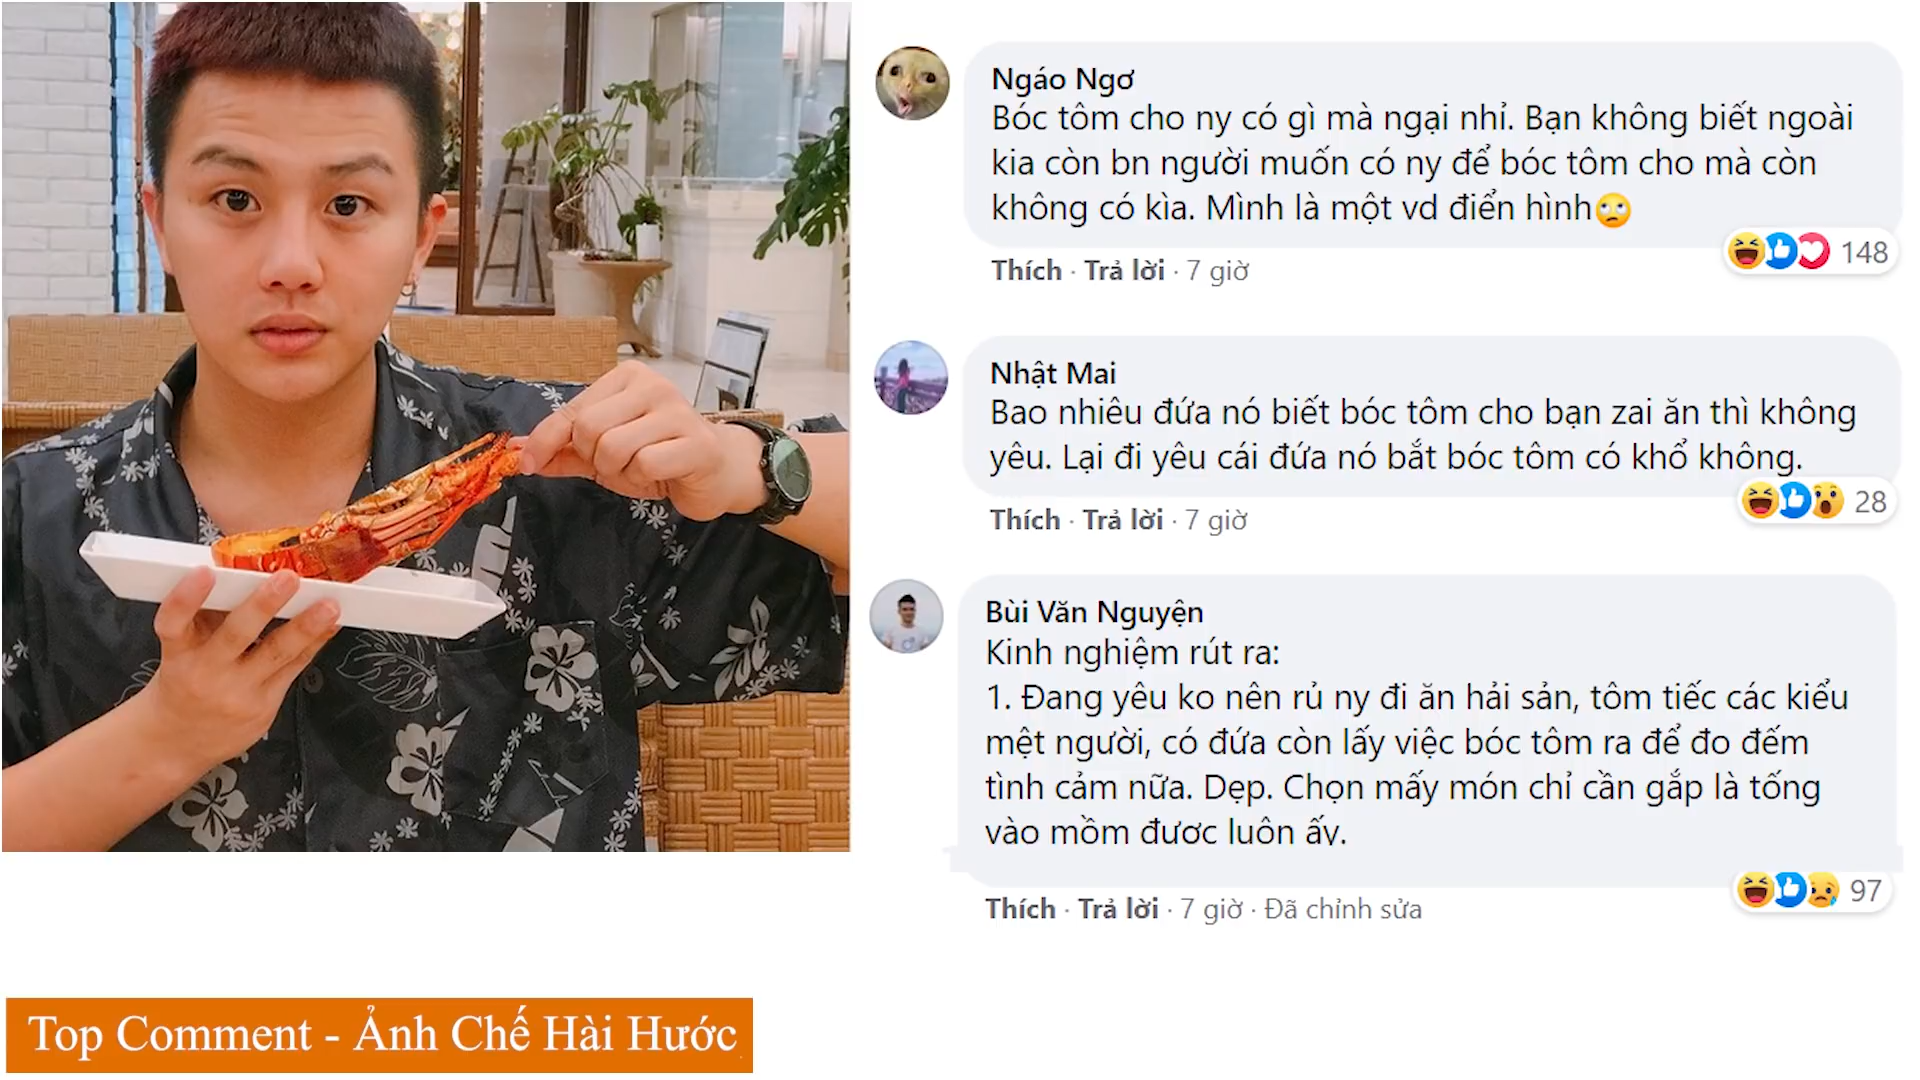 Ngáo Ngơ
Bóc tôm cho ny có gì mà ngại nhỉ. Bạn không biết ngoài
kia còn bn người muốn có ny để bóc tôm cho mà còn
không có kìa. Mình là một vd điển hình🙄
148
Thích · Trả lời · 7 giờ
Nhật Mai
Bao nhiêu đứa nó biết bóc tôm cho bạn zai ăn thì không
yêu. Lại đi yêu cái đứa nó bắt bóc tôm có khổ không.
28
Thích · Trả lời · 7 giờ
Bùi Văn Nguyện
Kinh nghiệm rút ra:
1. Đang yêu ko nên rủ ny đi ăn hải sản, tôm tiếc các kiểu
mệt người, có đứa còn lấy việc bóc tôm ra để đo đếm
tình cảm nữa. Dẹp. Chọn mấy món chỉ cần gắp là tống
vào mồm được luôn ấy.
97
Thích · Trả lời · 7 giờ · Đã chỉnh sửa
Top Comment - Ảnh Chế Hài Hước